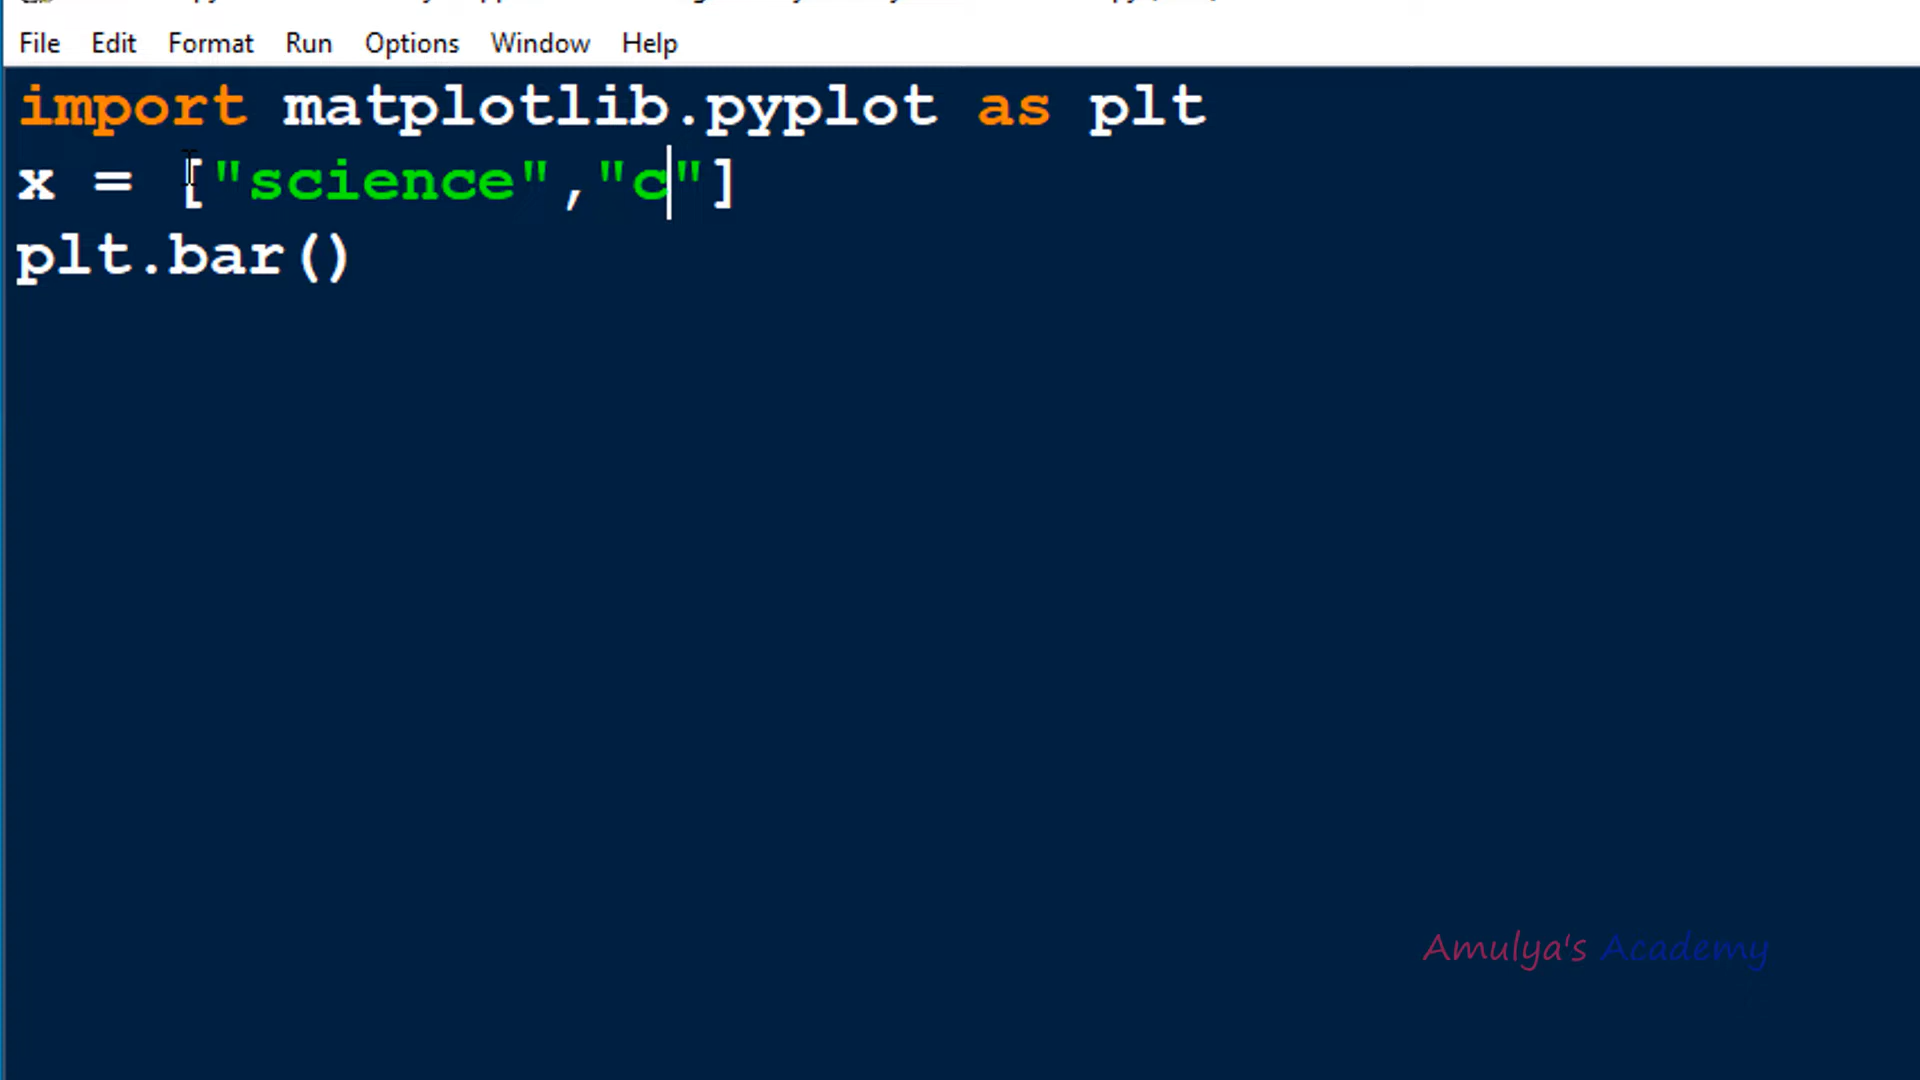 File Edit Format Run Options Window Help
import matplotlib.pyplot as plt
x = ["science","c"]
plt.bar()
Amulya's Academy